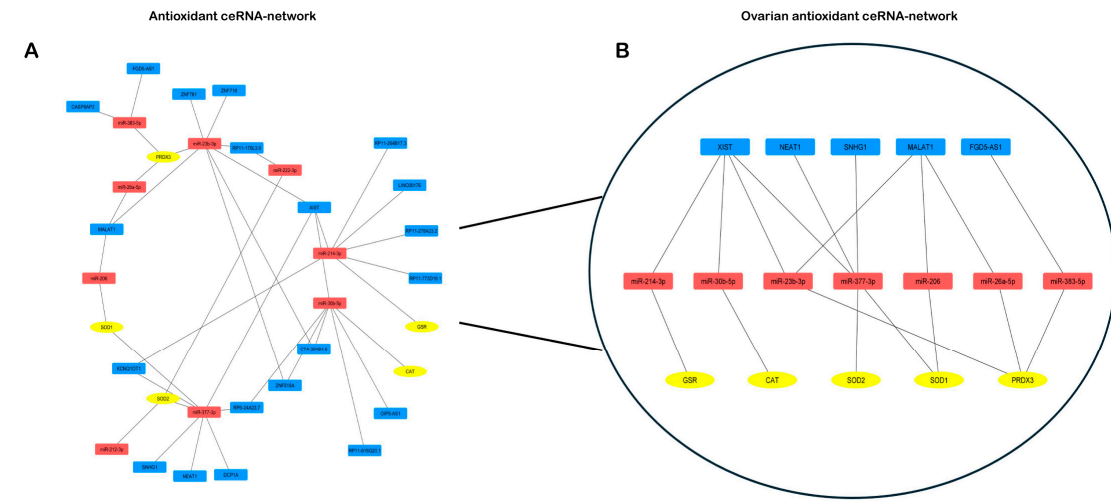 Antioxidant ceRNA-network
Ovarian antioxidant ceRNA-network
A
B
FGD5-AS1
ZNF761
ZNF718
miR-383-5p
miR-23b-3p
PRDX3
miR-222-3p
miR-26a-5p
XIST
LINC00176
MALAT1
miR-214-3p
miR-206
miR-30b-5p
SOD1
GSR
KCNQ1OT1
CAT
ZNF518A
SOD2
miR-377-3p
OIP5-AS1
miR-212-3p
SNHG1
NEAT1
DCP1A
XIST NEAT1 SNHG1 MALAT1 FGD5-AS1
miR-214-3p miR-30b-5p miR-23b-3p miR-377-3p miR-206 miR-26a-5p miR-383-5p
GSR CAT SOD2 SOD1 PRDX3